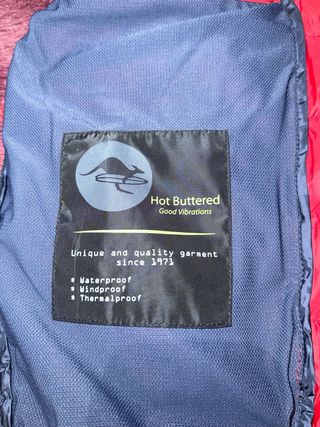 Hot Buttered
Good Vibrations
Unique and quality garment
since 1971
Waterproof
Windproof
Thermalproof